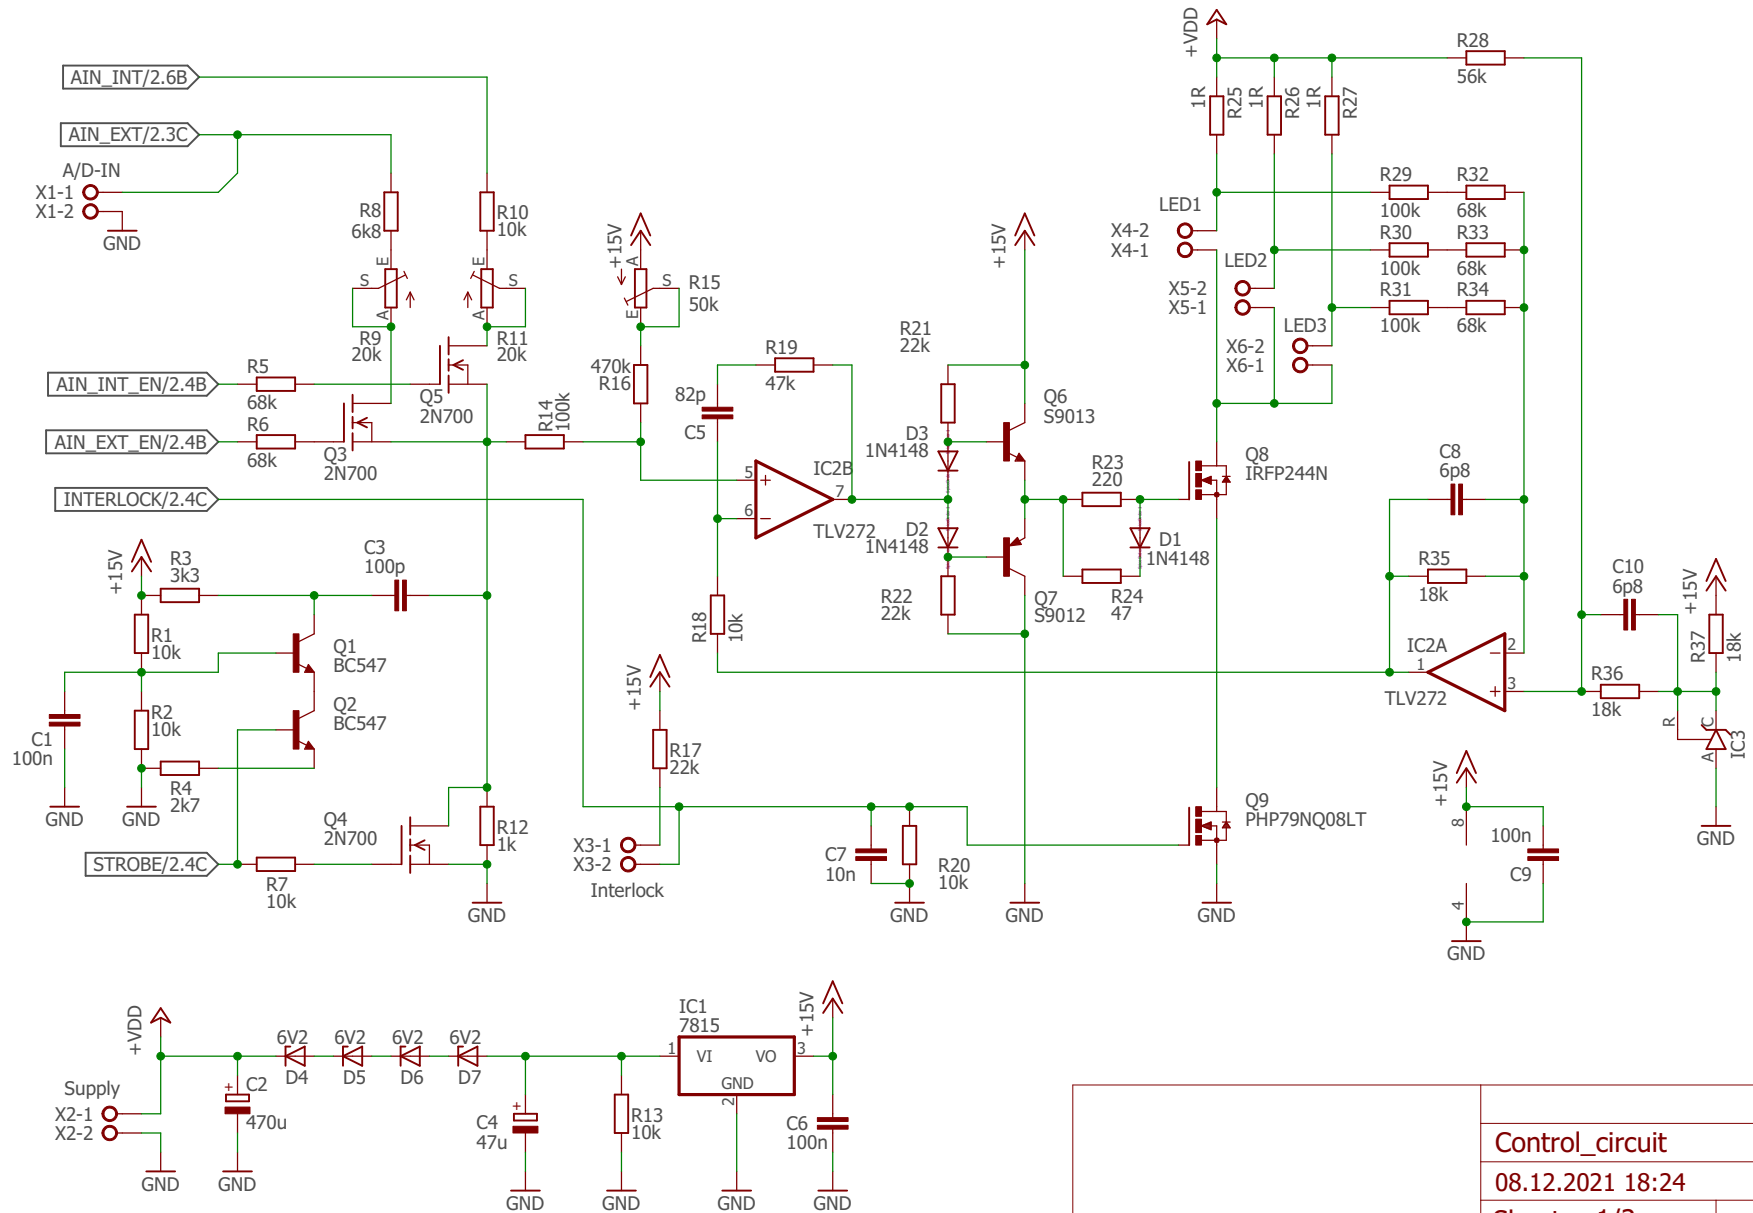 AIN_INT/2.6B
AIN_EXT/2.3C
A/D-IN
X1-1
X1-2
GND
R8
6k8
R10
10k
E
S
A
R9
20k
E
S
A
R11
20k
AIN_INT_EN/2.4B
R5
68k
AIN_EXT_EN/2.4B
R6
68k
Q3
2N700
Q5
2N700
INTERLOCK/2.4C
R14
100k
+15V
A
S
E
R15
50k
470k
R16
R19
47k
82p
C5
5
6
7
+
−
IC2B
TLV272
R18
10k
+15V
R21
22k
D3
1N4148
D2
1N4148
R22
22k
Q6
S9013
Q7
S9012
R23
220
D1
1N4148
R24
47
GND
+VDD
1R
R25
1R
R26
1R
R27
R28
56k
LED1
X4-2
X4-1
LED2
X5-2
X5-1
LED3
X6-2
X6-1
R29
100k
R32
68k
R30
100k
R33
68k
R31
100k
R34
68k
Q8
IRFP244N
C8
6p8
R35
18k
IC2A
TLV272
1
2
3
−
+
C10
6p8
R36
18k
+15V
R37
18k
R
C
A
IC3
GND
+15V
R3
3k3
C3
100p
R1
10k
Q1
BC547
R2
10k
Q2
BC547
C1
100n
R4
2k7
GND
GND
Q4
2N700
STROBE/2.4C
R7
10k
R12
1k
GND
+15V
R17
22k
X3-1
X3-2
Interlock
C7
10n
R20
10k
GND
Q9
PHP79NQ08LT
GND
+15V
8
4
100n
C9
GND
+VDD
Supply
X2-1
X2-2
GND
+
C2
470u
GND
6V2
D4
6V2
D5
6V2
D6
6V2
D7
+
C4
47u
GND
R13
10k
GND
IC1
7815
1
VI
VO
3
GND
2
GND
+15V
C6
100n
GND
Control_circuit
08.12.2021 18:24